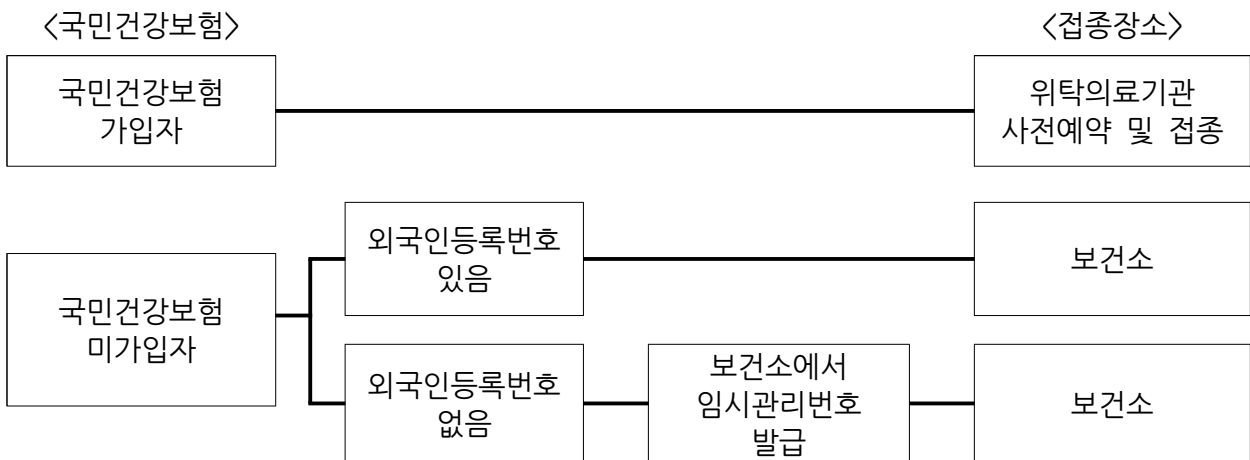 〈국민건강보험〉
〈접종장소〉
국민건강보험
가입자
위탁의료기관
사전예약 및 접종
국민건강보험
미가입자
외국인등록번호
있음
보건소
외국인등록번호
없음
보건소에서
임시관리번호
발급
보건소